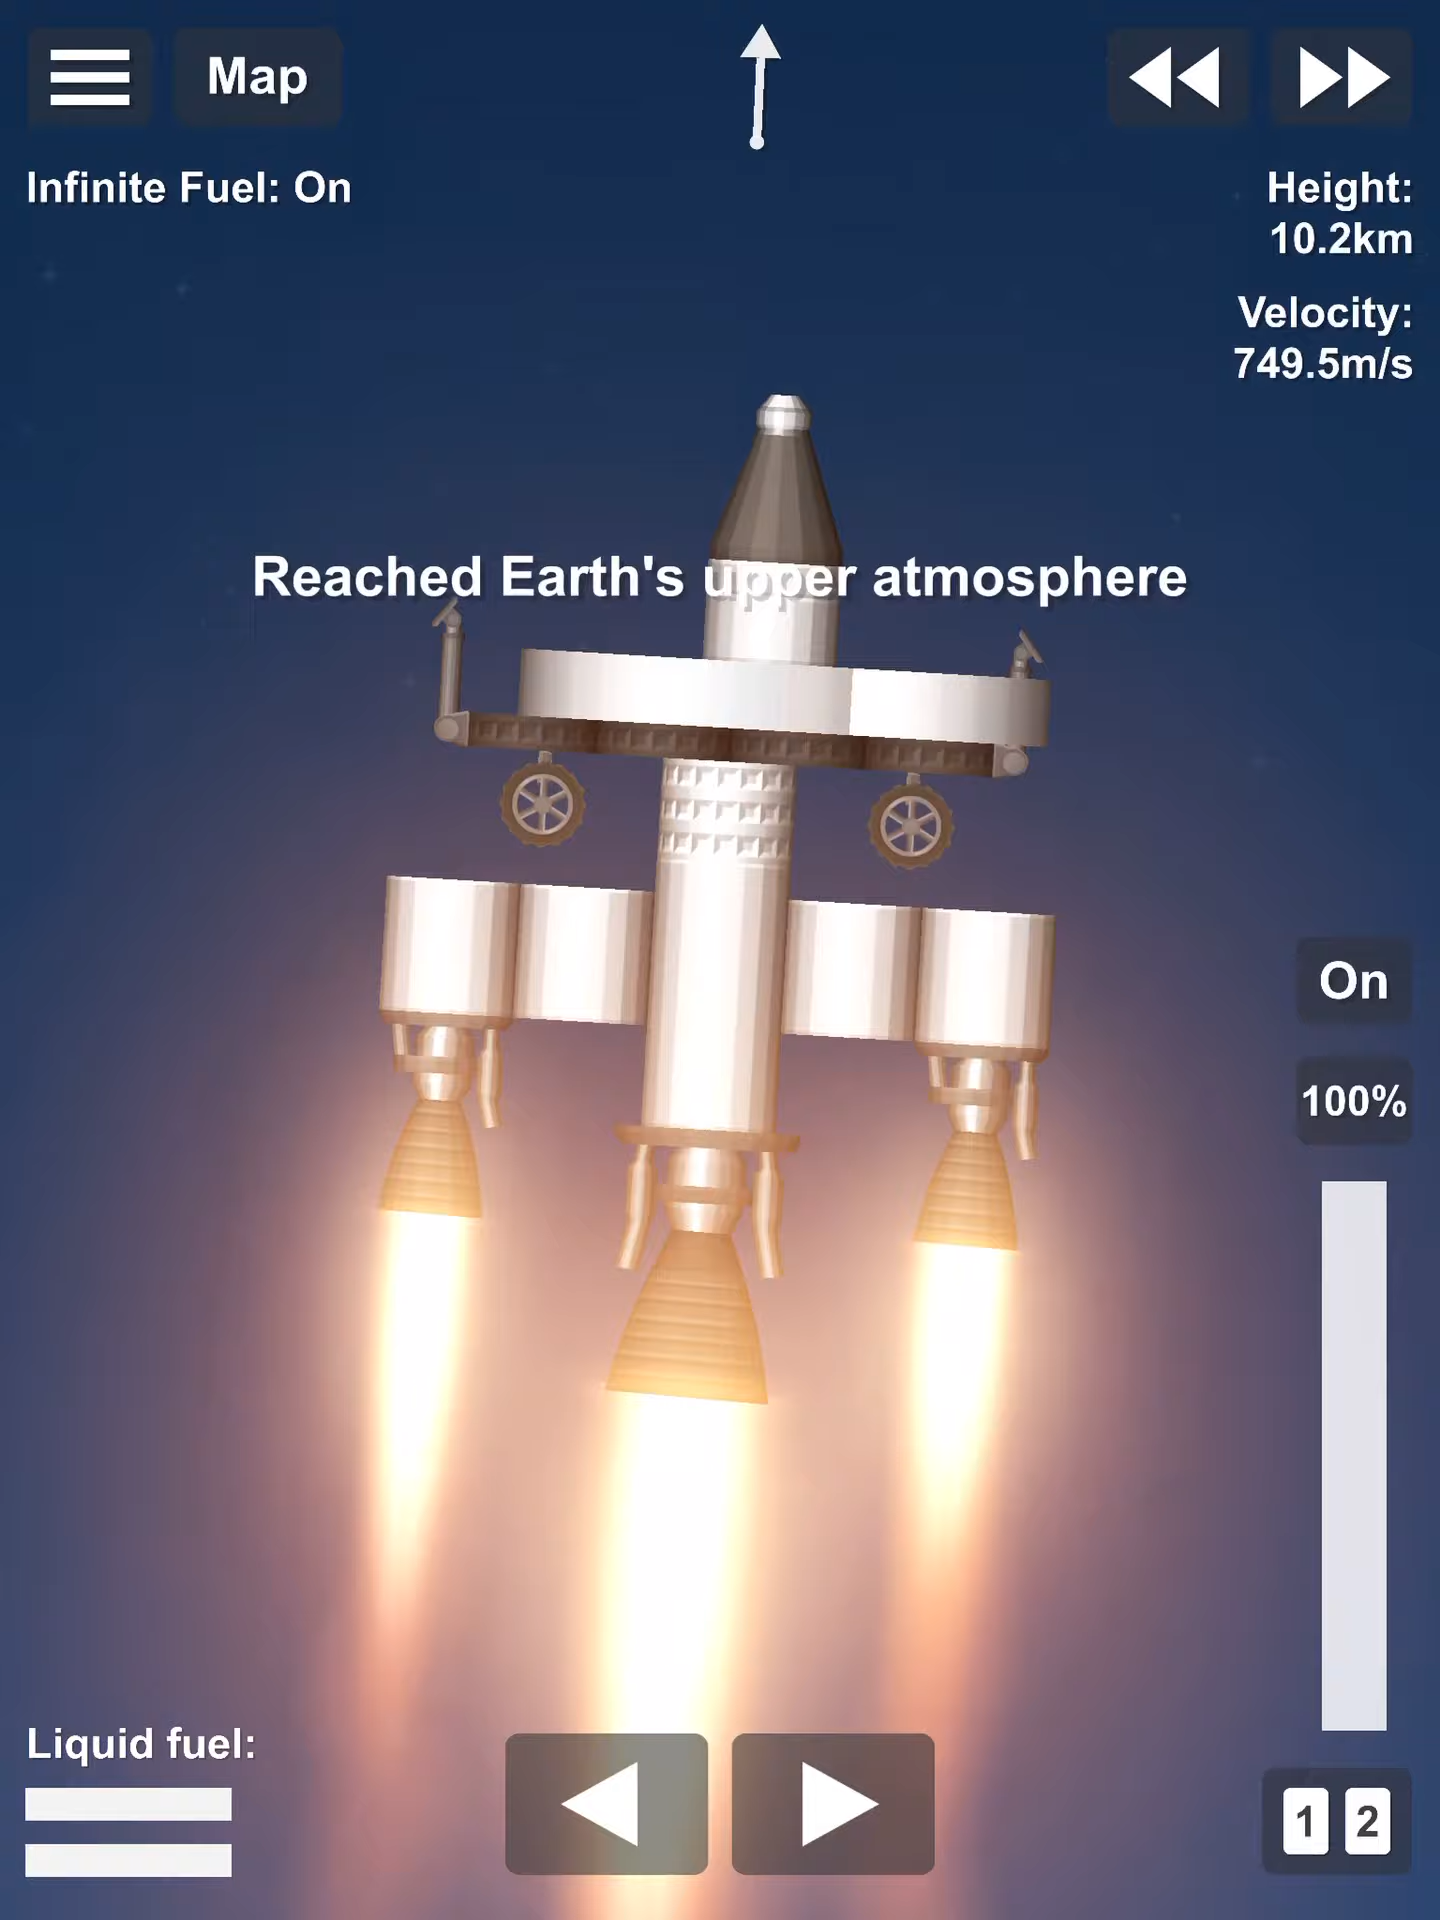 Map
Infinite Fuel: On
Height:
10.2km
Velocity:
749.5m/s
Reached Earth's upper atmosphere
On
100%
Liquid fuel:
1 2